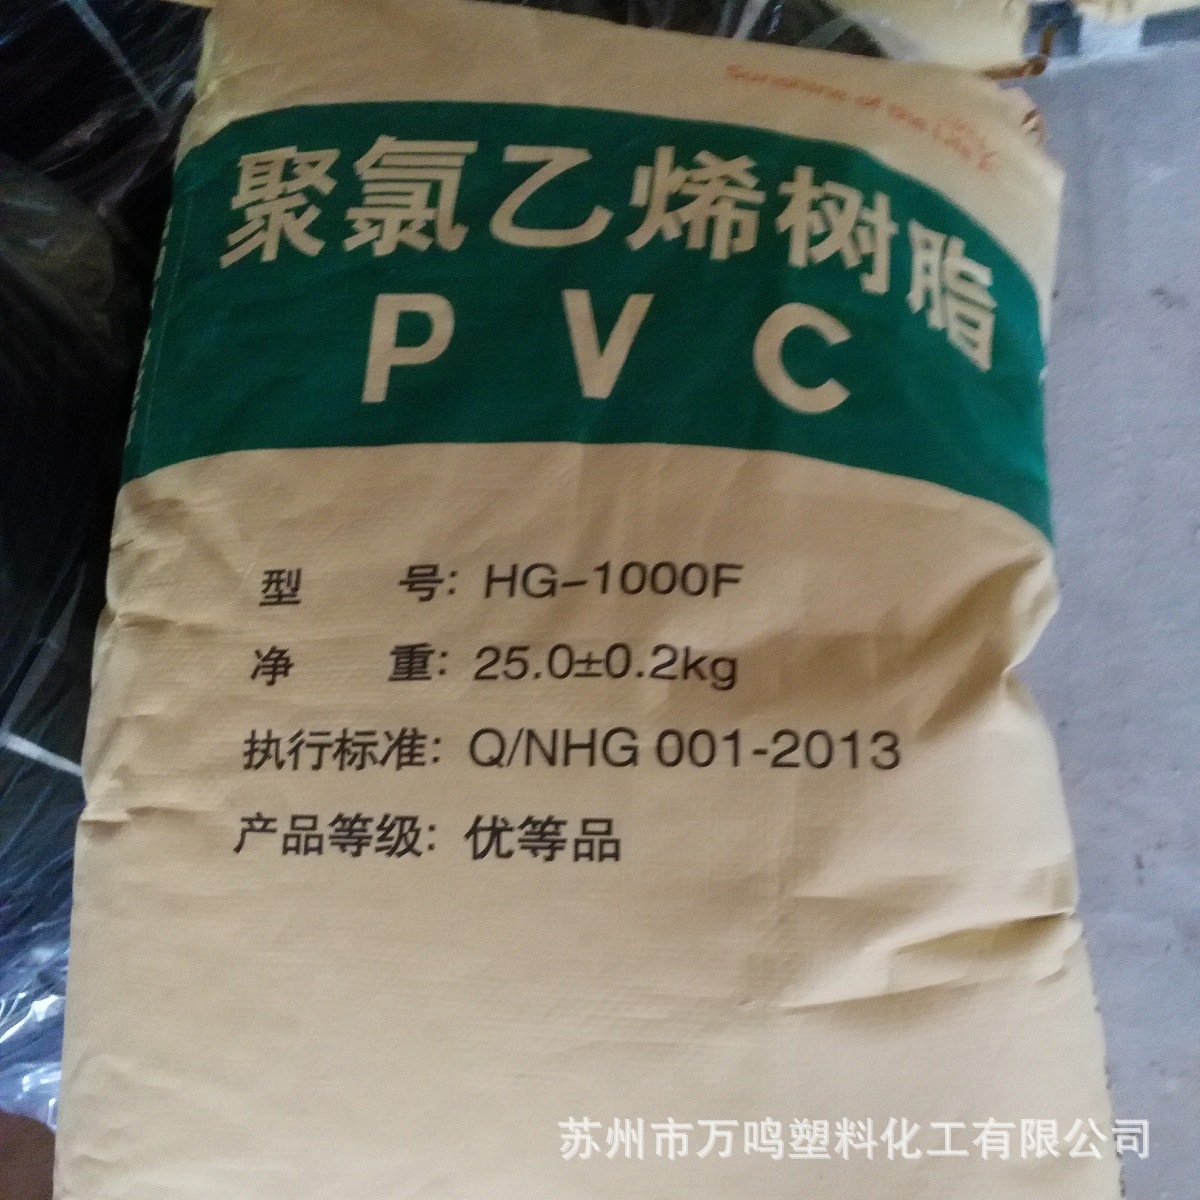 聚氯乙烯树脂
PVC
型 号: HG-1000F
净 重: 25.0±0.2kg
执行标准: Q/NHG 001-2013
产品等级: 优等品
苏州市万鸣塑料化工有限公司